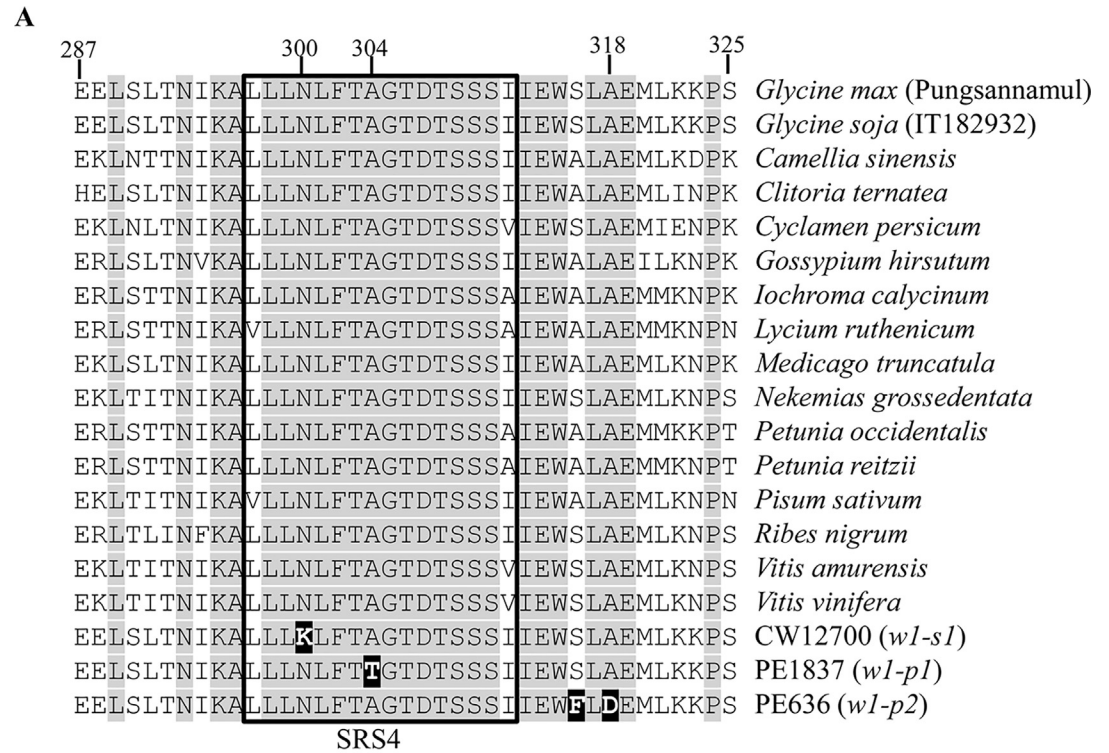 A
287 300 304 318 325
EELSLTNIKALLLNLFTAGTDTSSSIIEWSLAEMLKKPS Glycine max (Pungsannamul)
EELSLTNIKALLLNLFTAGTDTSSSIIEWSLAEMLKKPS Glycine soja (IT182932)
EKLNTTNIKALLLNLFTAGTDTSSSIIEWALAEMLKDPK Camellia sinensis
HELSLTNIKALLLNLFTAGTDTSSSIIEWALAEMLINPK Clitoria ternatea
EKLNLTNIKALLLNLFTAGTDTSSSVIEWSLAEMIENPK Cyclamen persicum
ERLSLTNVKALLLNLFTAGTDTSSSIIEWALAEILKNPK Gossypium hirsutum
ERLSTTNIKALLLNLFTAGTDTSSSAIEWALAEMMKNPK Iochroma calycinum
ERLSTTNIKAVLLNLFTAGTDTSSSAIEWALAEMMKNPN Lycium ruthenicum
EKLSLTNIKALLLNLFTAGTDTSSSIIEWALAEMLKNPK Medicago truncatula
EKLTITNIKALLLNLFTAGTDTSSSIIEWSLAEMLKNPS Nekemias grossedentata
ERLSTTNIKALLLNLFTAGTDTSSSAIEWALAEMMKKPT Petunia occidentalis
ERLSTTNIKALLLNLFTAGTDTSSSAIEWALAEMMKNPT Petunia reitzii
EKLTITNIKAVLLNLFTAGTDTSSSIIEWALAEMLKNPN Pisum sativum
ERLTLINFKALLLNLFTAGTDTSSSIIEWSLAEMLKNPS Ribes nigrum
EKLTITNIKALLLNLFTAGTDTSSSVIEWSLAEMLKNPS Vitis amurensis
EKLTITNIKALLLNLFTAGTDTSSSVIEWSLAEMLKNPS Vitis vinifera
EELSLTNIKALLLKLFTAGTDTSSSIIEWSLAEMLKKPS CW12700 (w1-s1)
EELSLTNIKALLLNLFTTGTDTSSSIIEWSLAEMLKKPS PE1837 (w1-p1)
EELSLTNIKALLLNLFTAGTDTSSSIIEWFLDEMLKKPS PE636 (w1-p2)
SRS4